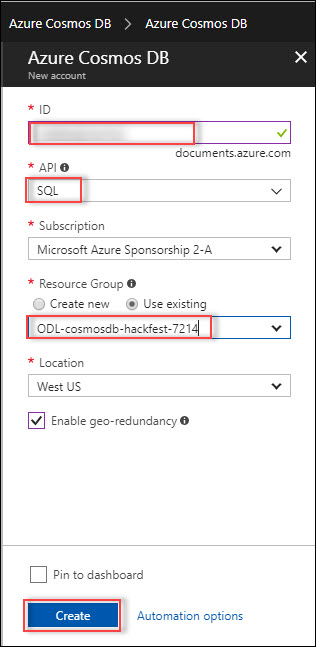 Azure Cosmos DB > Azure Cosmos DB
Azure Cosmos DB
New account
* ID
documents.azure.com
* API
SQL
* Subscription
Microsoft Azure Sponsorship 2-A
* Resource Group
Create new Use existing
ODL-cosmosdb-hackfest-7214
* Location
West US
Enable geo-redundancy
Pin to dashboard
Create Automation options